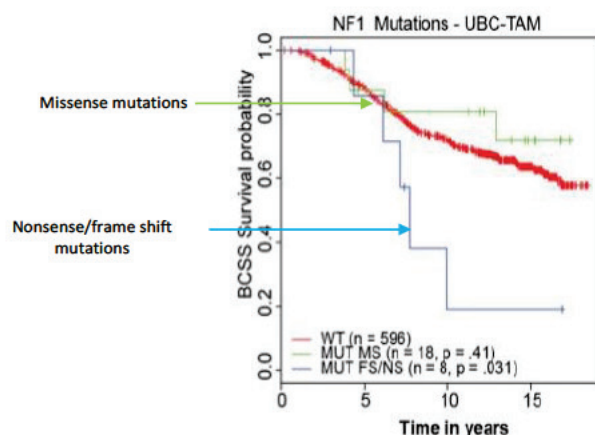 NF1 Mutations - UBC-TAM
Missense mutations
Nonsense/frame shift
mutations
BCSS Survival probability
1.0
0.8
0.6
0.4
0.2
0.0
WT (n = 596)
MUT MS (n = 18, p = .41)
MUT FS/NS (n = 8, p = .031)
0 5 10 15
Time in years